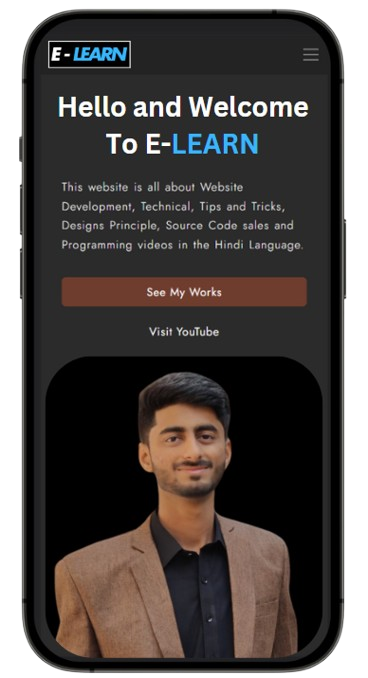 E - LEARN
Hello and Welcome
To E-LEARN
This website is all about Website
Development, Technical, Tips and Tricks,
Designs Principle, Source Code sales and
Programming videos in the Hindi Language.
See My Works
Visit YouTube